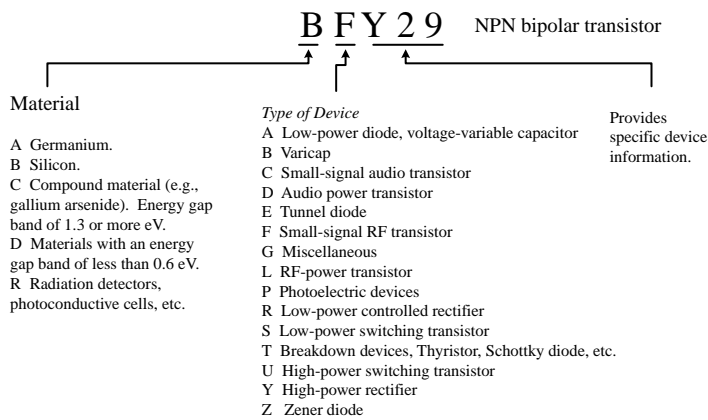 B F Y 2 9 NPN bipolar transistor
Material
A Germanium.
B Silicon.
C Compound material (e.g.,
gallium arsenide). Energy gap
band of 1.3 or more eV.
D Materials with an energy
gap band of less than 0.6 eV.
R Radiation detectors,
photoconductive cells, etc.
Type of Device
A Low-power diode, voltage-variable capacitor
B Varicap
C Small-signal audio transistor
D Audio power transistor
E Tunnel diode
F Small-signal RF transistor
G Miscellaneous
L RF-power transistor
P Photoelectric devices
R Low-power controlled rectifier
S Low-power switching transistor
T Breakdown devices, Thyristor, Schottky diode, etc.
U High-power switching transistor
Y High-power rectifier
Z Zener diode
Provides
specific device
information.